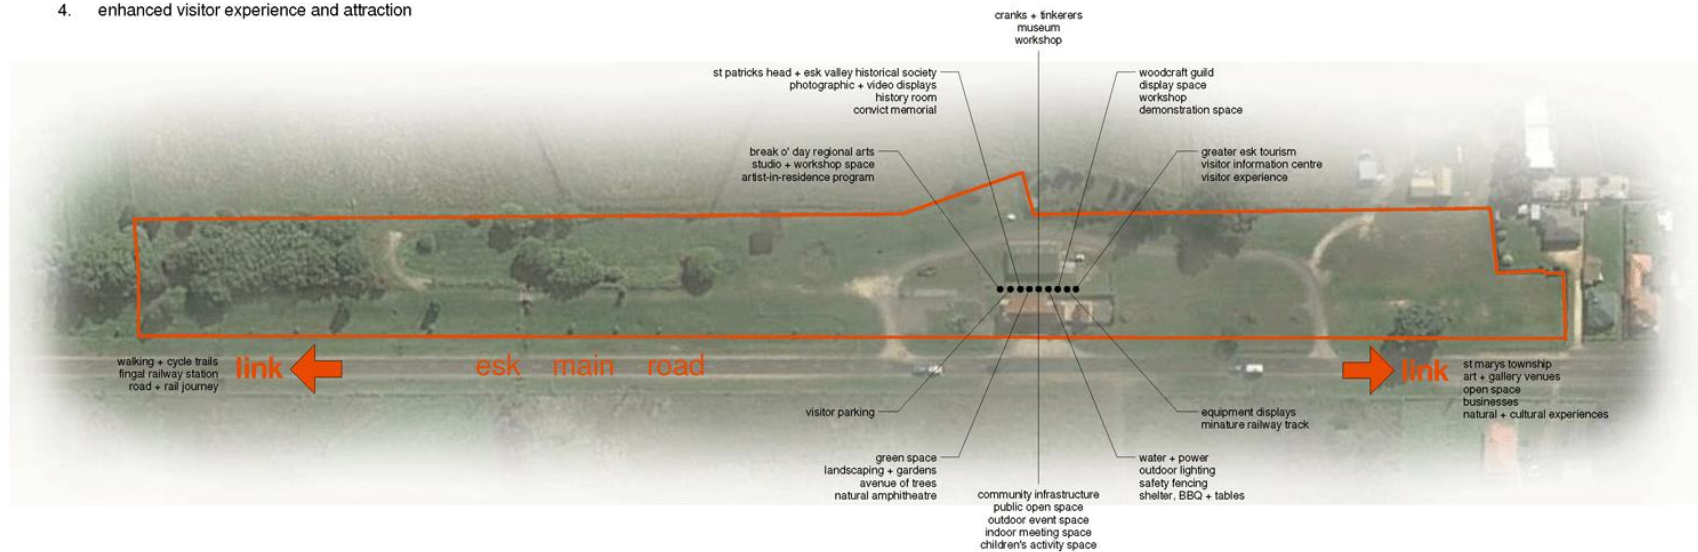 4. enhanced visitor experience and attraction
cranks + tinkerers
museum
workshop
st patricks head + esk valley historical society
photographic + video displays
history room
convict memorial
woodcraft guild
display space
workshop
demonstration space
break o' day regional arts
studio + workshop space
artist-in-residence program
greater esk tourism
visitor information centre
visitor experience
walking + cycle trails
fingal railway station
road + rail journey
link
esk main road
link
st marys township
art + gallery venues
open space
businesses
natural + cultural experiences
visitor parking
equipment displays
minature railway track
green space
landscaping + gardens
avenue of trees
natural amphitheatre
water + power
outdoor lighting
safety fencing
shelter, BBQ + tables
community infrastructure
public open space
outdoor event space
indoor meeting space
children's activity space